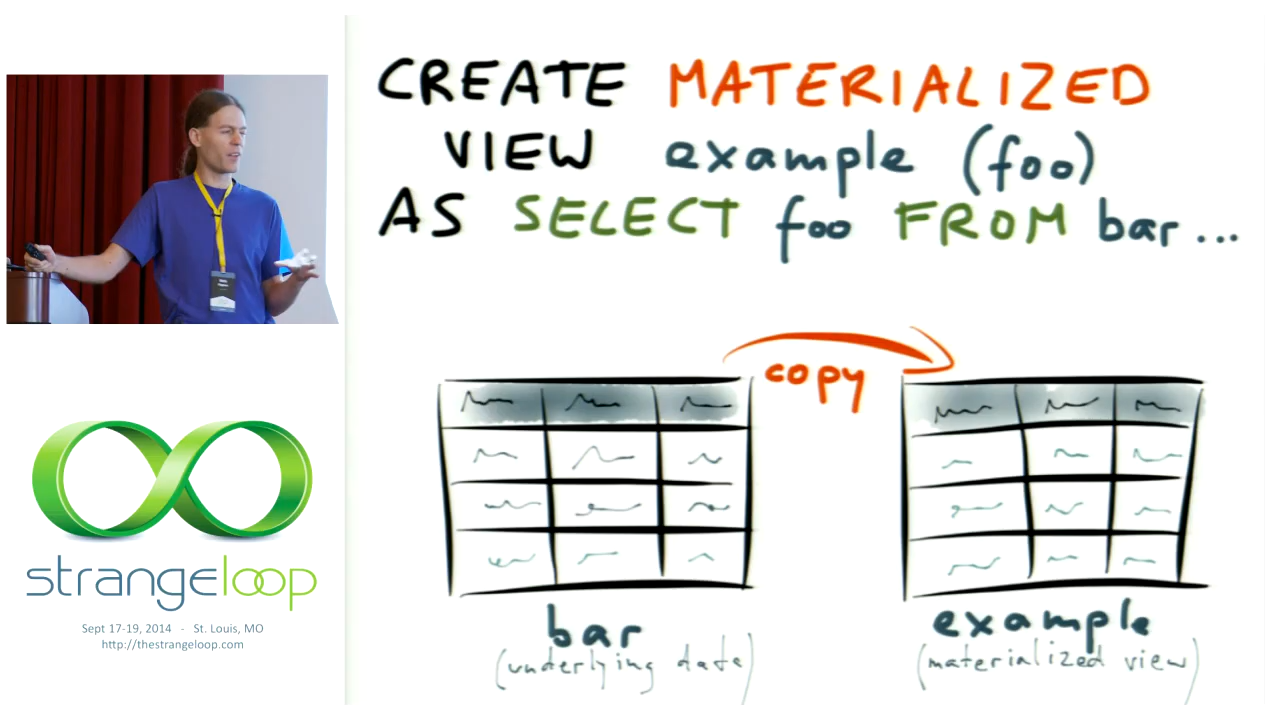 CREATE MATERIALIZED
VIEW example (foo)
AS SELECT foo FROM bar...
copy
bar
(underlying data)
example
(materialized view)
strangeloop
Sept 17-19, 2014 - St. Louis, MO
http://thestrangeloop.com